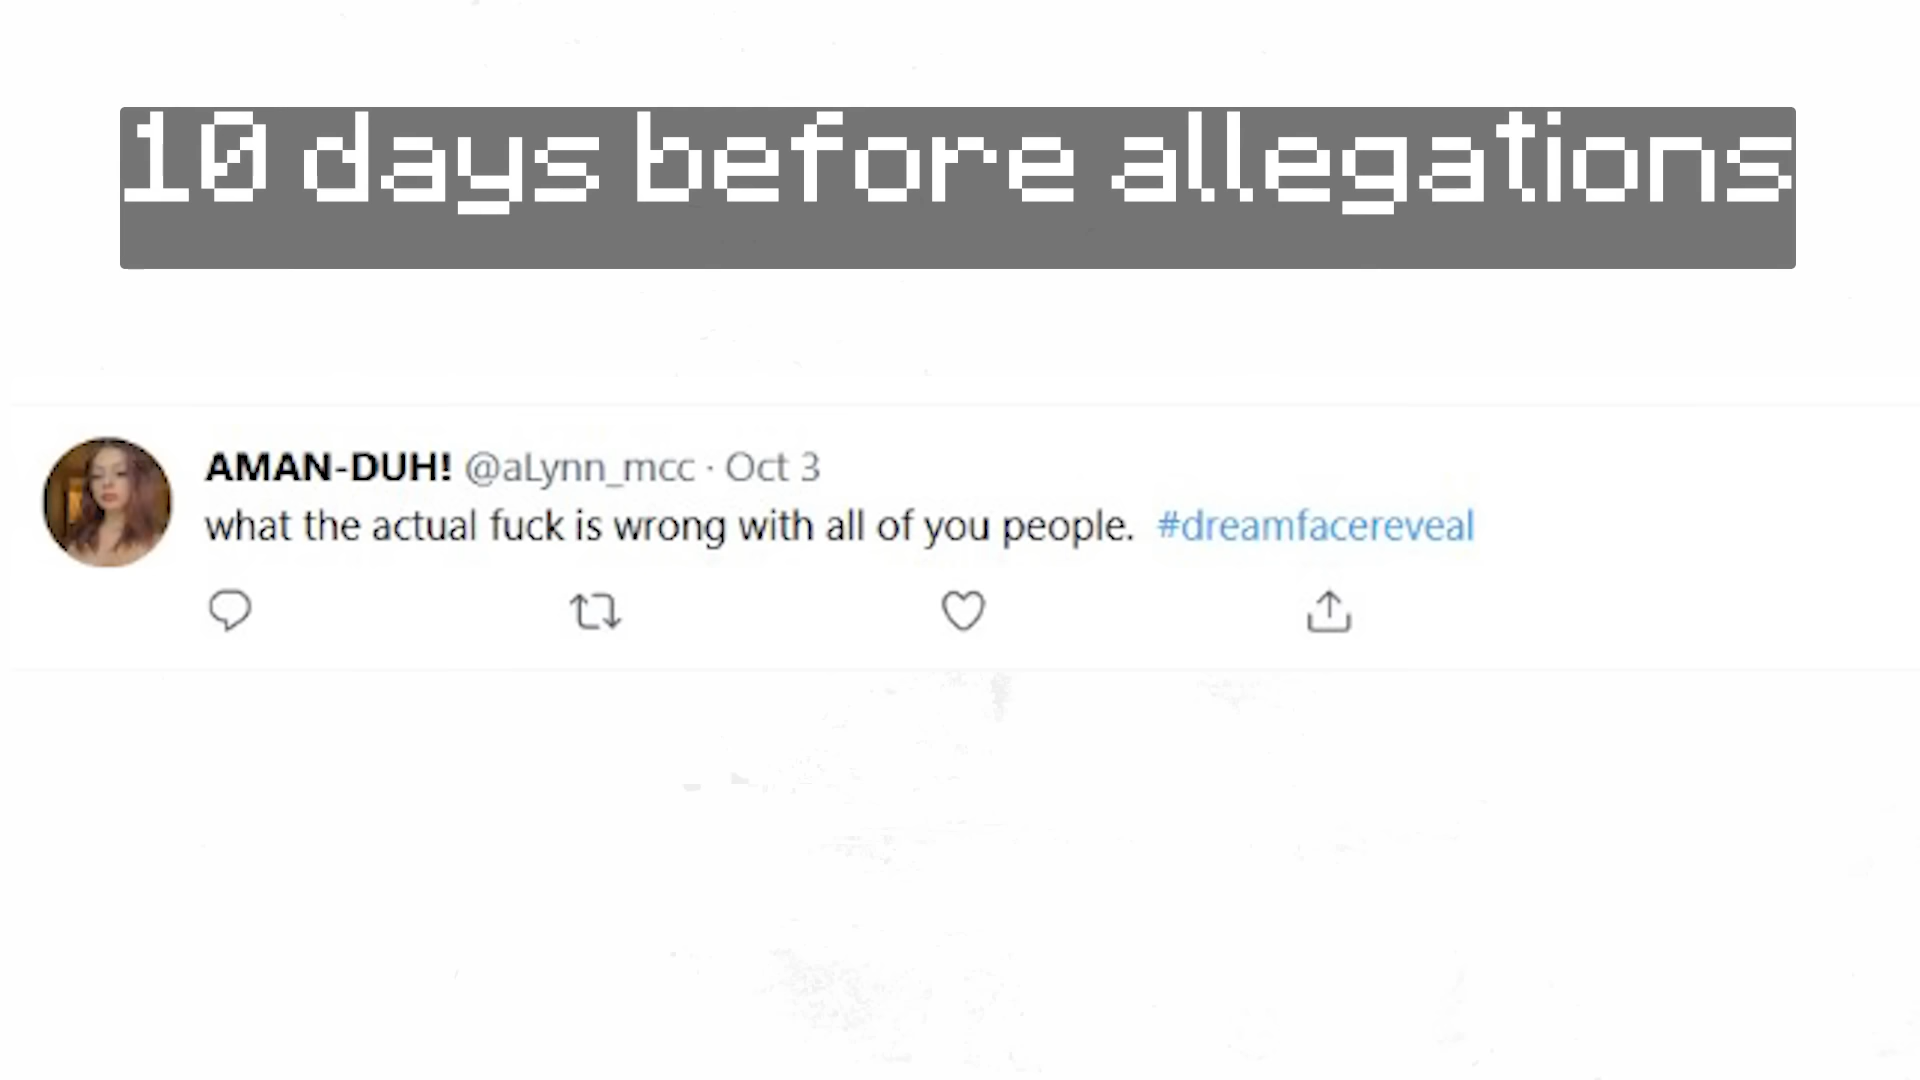 10 days before allegations
AMAN-DUH! @aLynn_mcc · Oct 3
what the actual fuck is wrong with all of you people. #dreamfacereveal